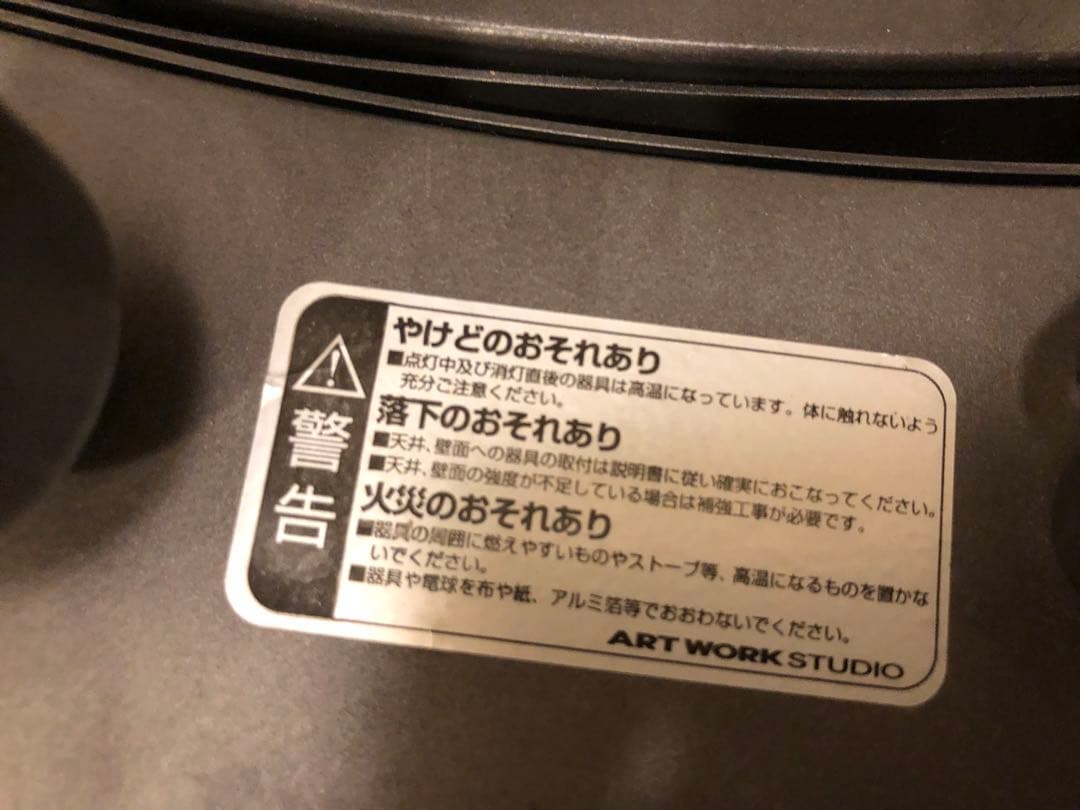 警告
やけどのおそれあり
■点灯中及び消灯直後の器具は高温になっています。体に触れないよう
充分ご注意ください。
落下のおそれあり
■天井、壁面への器具の取付は説明書に従い確実におこなってください。
■天井、壁面の強度が不足している場合は補強工事が必要です。
火災のおそれあり
■器具の周囲に燃えやすいものやストーブ等、高温になるものを置かな
いでください。
■器具や電球を布や紙、アルミ箔等でおおわないでください。
ART WORK STUDIO